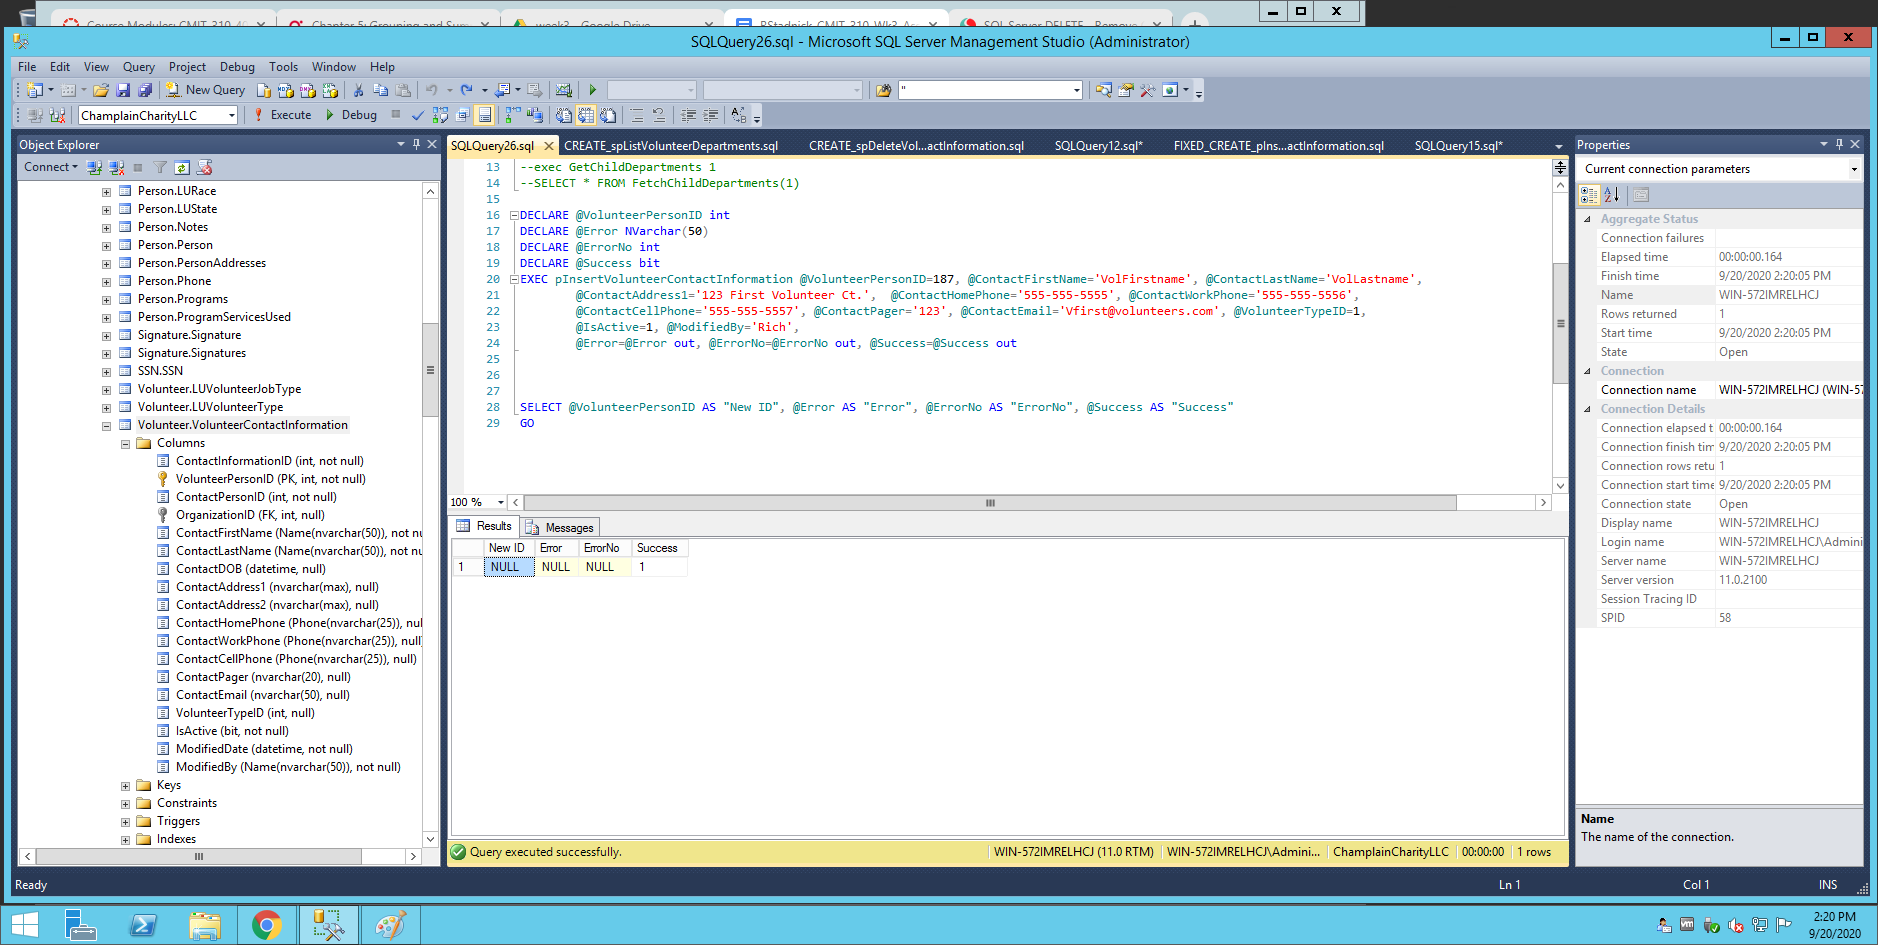 Course Modules: CMIT_310_40
Chapter 5: Grouping and Sum
week3 - Google Drive
RStadnick_CMIT_310_Wk3_As
SQL Server DELETE - Remove
SQLQuery26.sql - Microsoft SQL Server Management Studio (Administrator)
File Edit View Query Project Debug Tools Window Help
New Query
"
ChamplainCharityLLC
Execute
Debug
Object Explorer
Connect
Person.LURace
Person.LUState
Person.Notes
Person.Person
Person.PersonAddresses
Person.Phone
Person.Programs
Person.ProgramServicesUsed
Signature.Signature
Signature.Signatures
SSN.SSN
Volunteer.LUVolunteerJobType
Volunteer.LUVolunteerType
Volunteer.VolunteerContactInformation
Columns
ContactInformationID (int, not null)
VolunteerPersonID (PK, int, not null)
ContactPersonID (int, not null)
OrganizationID (FK, int, null)
ContactFirstName (Name(nvarchar(50)), not nu
ContactLastName (Name(nvarchar(50)), not nu
ContactDOB (datetime, null)
ContactAddress1 (nvarchar(max), null)
ContactAddress2 (nvarchar(max), null)
ContactHomePhone (Phone(nvarchar(25)), nul
ContactWorkPhone (Phone(nvarchar(25)), null
ContactCellPhone (Phone(nvarchar(25)), null)
ContactPager (nvarchar(20), null)
ContactEmail (nvarchar(50), null)
VolunteerTypeID (int, null)
IsActive (bit, not null)
ModifiedDate (datetime, not null)
ModifiedBy (Name(nvarchar(50)), not null)
Keys
Constraints
Triggers
Indexes
SQLQuery26.sql CREATE_spListVolunteerDepartments.sql CREATE_spDeleteVol...actInformation.sql SQLQuery12.sql* FIXED_CREATE_pIns...actInformation.sql SQLQuery15.sql*
13 --exec GetChildDepartments 1
14 --SELECT * FROM FetchChildDepartments(1)
15
16 DECLARE @VolunteerPersonID int
17 DECLARE @Error NVarchar(50)
18 DECLARE @ErrorNo int
19 DECLARE @Success bit
20 EXEC pInsertVolunteerContactInformation @VolunteerPersonID=187, @ContactFirstName='VolFirstname', @ContactLastName='VolLastname',
21 @ContactAddress1='123 First Volunteer Ct.', @ContactHomePhone='555-555-5555', @ContactWorkPhone='555-555-5556',
22 @ContactCellPhone='555-555-5557', @ContactPager='123', @ContactEmail='Vfirst@volunteers.com', @VolunteerTypeID=1,
23 @IsActive=1, @ModifiedBy='Rich',
24 @Error=@Error out, @ErrorNo=@ErrorNo out, @Success=@Success out
25
26
27
28 SELECT @VolunteerPersonID AS "New ID", @Error AS "Error", @ErrorNo AS "ErrorNo", @Success AS "Success"
29 GO
100 %
Results Messages
New ID Error ErrorNo Success
1 NULL NULL NULL 1
Query executed successfully. WIN-572IMRELHCJ (11.0 RTM) WIN-572IMRELHCJ\Admini... ChamplainCharityLLC 00:00:00 1 rows
Properties
Current connection parameters
Aggregate Status
Connection failures
Elapsed time 00:00:00.164
Finish time 9/20/2020 2:20:05 PM
Name WIN-572IMRELHCJ
Rows returned 1
Start time 9/20/2020 2:20:05 PM
State Open
Connection
Connection name WIN-572IMRELHCJ (WIN-57
Connection Details
Connection elapsed t 00:00:00.164
Connection finish tim 9/20/2020 2:20:05 PM
Connection rows retu 1
Connection start time 9/20/2020 2:20:05 PM
Connection state Open
Display name WIN-572IMRELHCJ
Login name WIN-572IMRELHCJ\Admini
Server name WIN-572IMRELHCJ
Server version 11.0.2100
Session Tracing ID
SPID 58
Name
The name of the connection.
Ready Ln 1 Col 1 INS
2:20 PM
9/20/2020